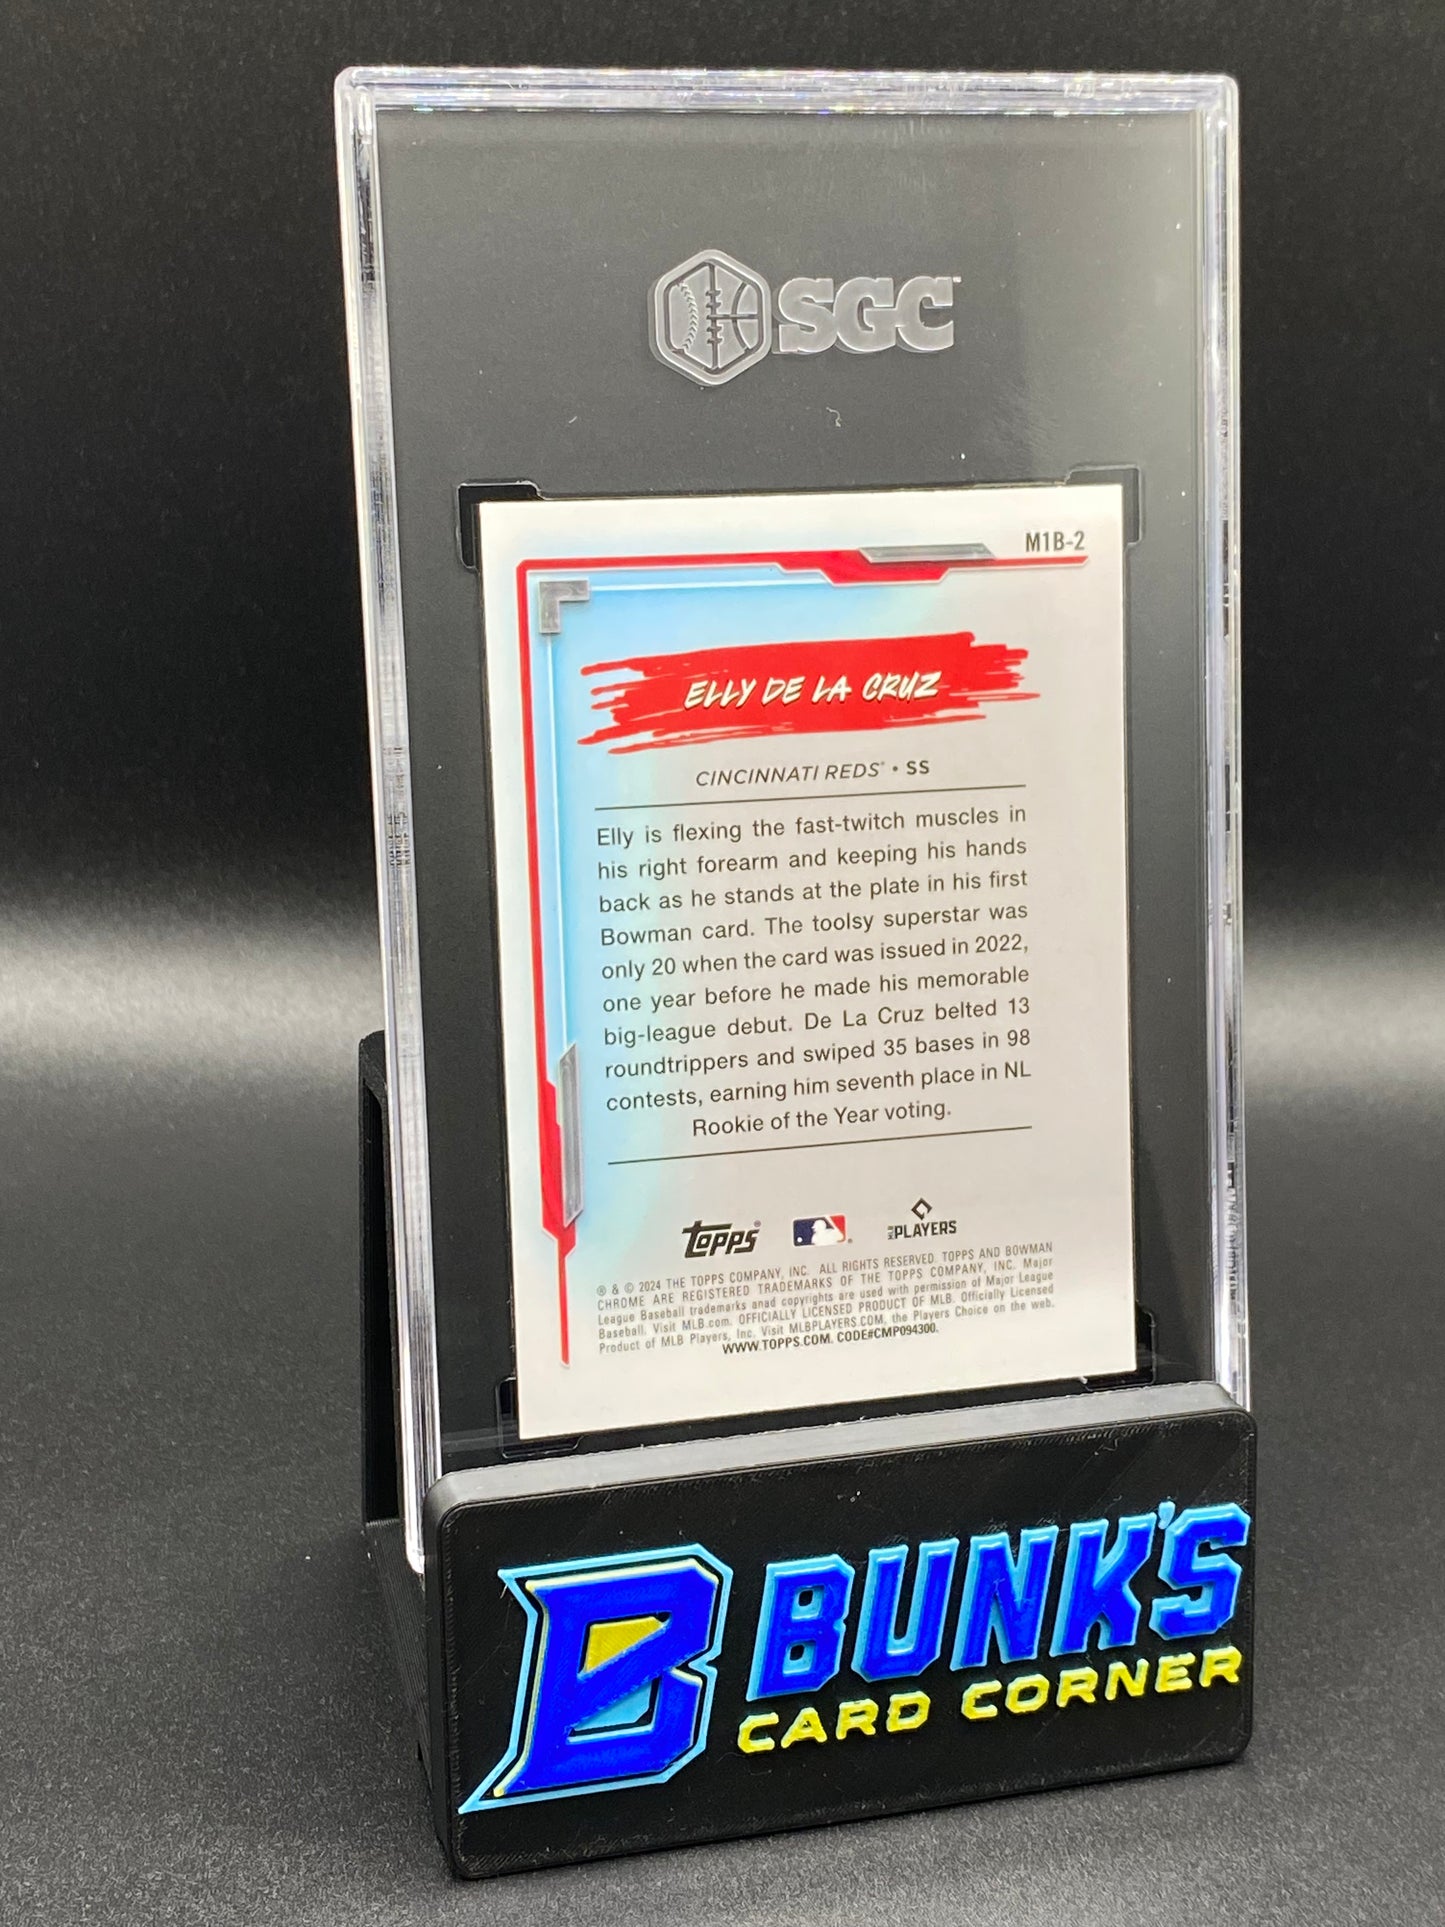 SGC
M1B-2
ELLY DE LA CRUZ
CINCINNATI REDS • SS
Elly is flexing the fast-twitch muscles in
his right forearm and keeping his hands
back as he stands at the plate in his first
Bowman card. The toolsy superstar was
only 20 when the card was issued in 2022,
one year before he made his memorable
big-league debut. De La Cruz belted 13
roundtrippers and swiped 35 bases in 98
contests, earning him seventh place in NL
Rookie of the Year voting.
Topps® MLB PLAYERS
® & © 2024 THE TOPPS COMPANY, INC. ALL RIGHTS RESERVED. TOPPS AND BOWMAN
CHROME ARE REGISTERED TRADEMARKS OF THE TOPPS COMPANY, INC. Major
League Baseball trademarks anad copyrights are used with permission of Major League
Baseball. Visit MLB.com. OFFICIALLY LICENSED PRODUCT OF MLB. Officially Licensed
Product of MLB Players, Inc. Visit MLBPLAYERS.COM, the Players Choice on the web.
WWW.TOPPS.COM. CODE#CMP094300.
B BUNK'S
CARD CORNER